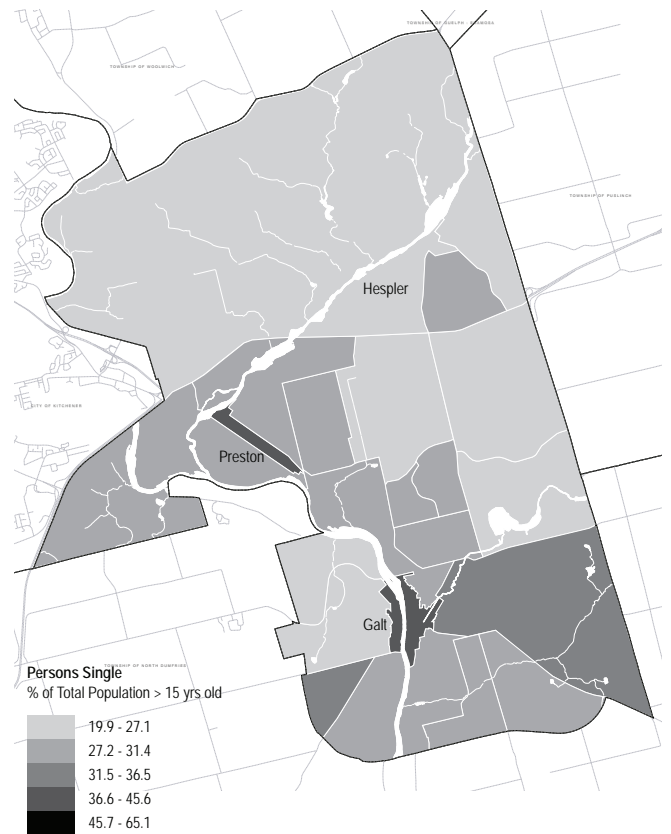 TOWNSHIP OF GUELPH - ERAMOSA
TOWNSHIP OF WOOLWICH
TOWNSHIP OF PUSLINCH
Hespler
CITY OF KITCHENER
Preston
Galt
TOWNSHIP OF NORTH DUMFRIES
Persons Single
% of Total Population > 15 yrs old
19.9 - 27.1
27.2 - 31.4
31.5 - 36.5
36.6 - 45.6
45.7 - 65.1